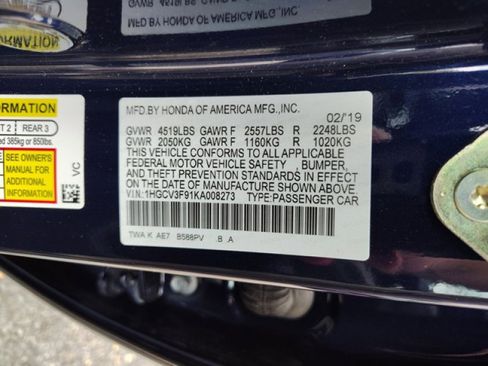 MFD.BY HONDA OF AMERICA MFG.,INC.
FORMATION
MFD.BY HONDA OF AMERICA MFG.,INC.
02/'19
GVWR 4519LBS GAWR F 2557LBS R 2248LBS
GVWR 2050KG GAWR F 1160KG R 1020KG
THIS VEHICLE CONFORMS TO ALL APPLICABLE
FEDERAL MOTOR VEHICLE SAFETY BUMPER,
AND THEFT PREVENTION STANDARDS IN EFFECT ON
THE DATE OF MANUFACTURE SHOWN ABOVE.
V.I.N.: 1HGCV3F91KA008273 TYPE:PASSENGER CAR
TWA K AE7 B588PV .B .A
FORMATION
T 2 REAR 3
ed 385kg or 850lbs.
SEE OWNER'S
MANUAL FOR
ADDITIONAL
INFORMATION
VC